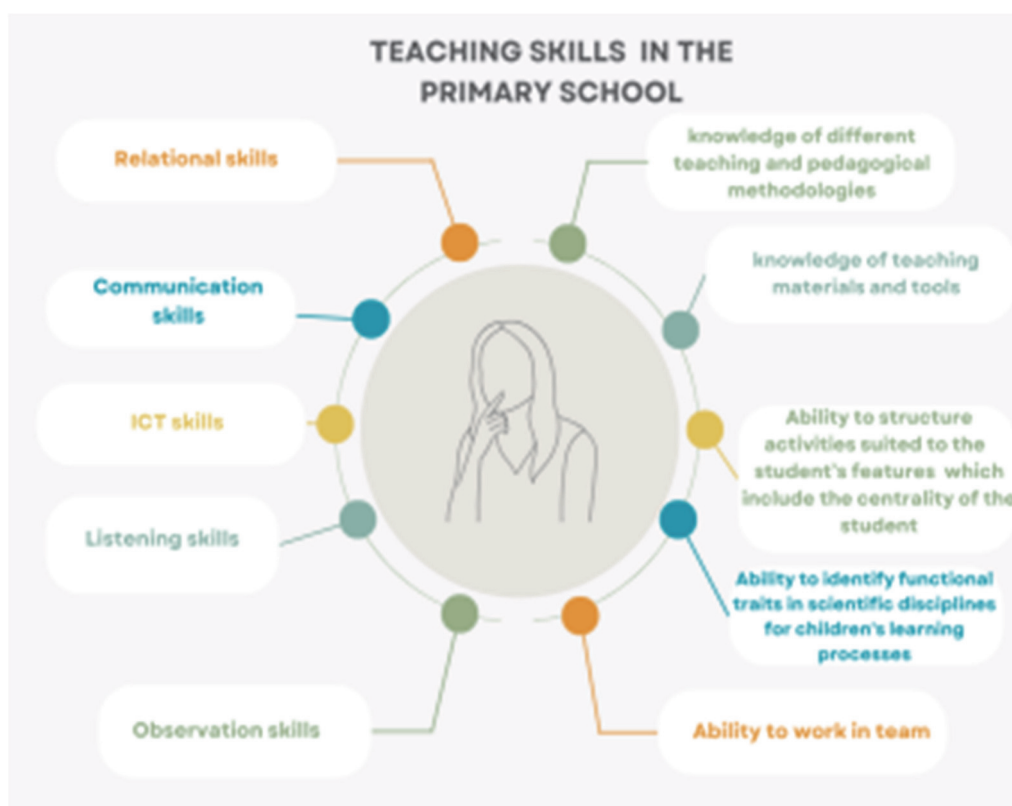 TEACHING SKILLS IN THE
PRIMARY SCHOOL
Relational skills
Communication
skills
ICT skills
Listening skills
Observation skills
knowledge of different
teaching and pedagogical
methodologies
knowledge of teaching
materials and tools
Ability to structure
activities suited to the
student's features which
include the centrality of the
student
Ability to identify functional
traits in scientific disciplines
for children's learning
processes
Ability to work in team